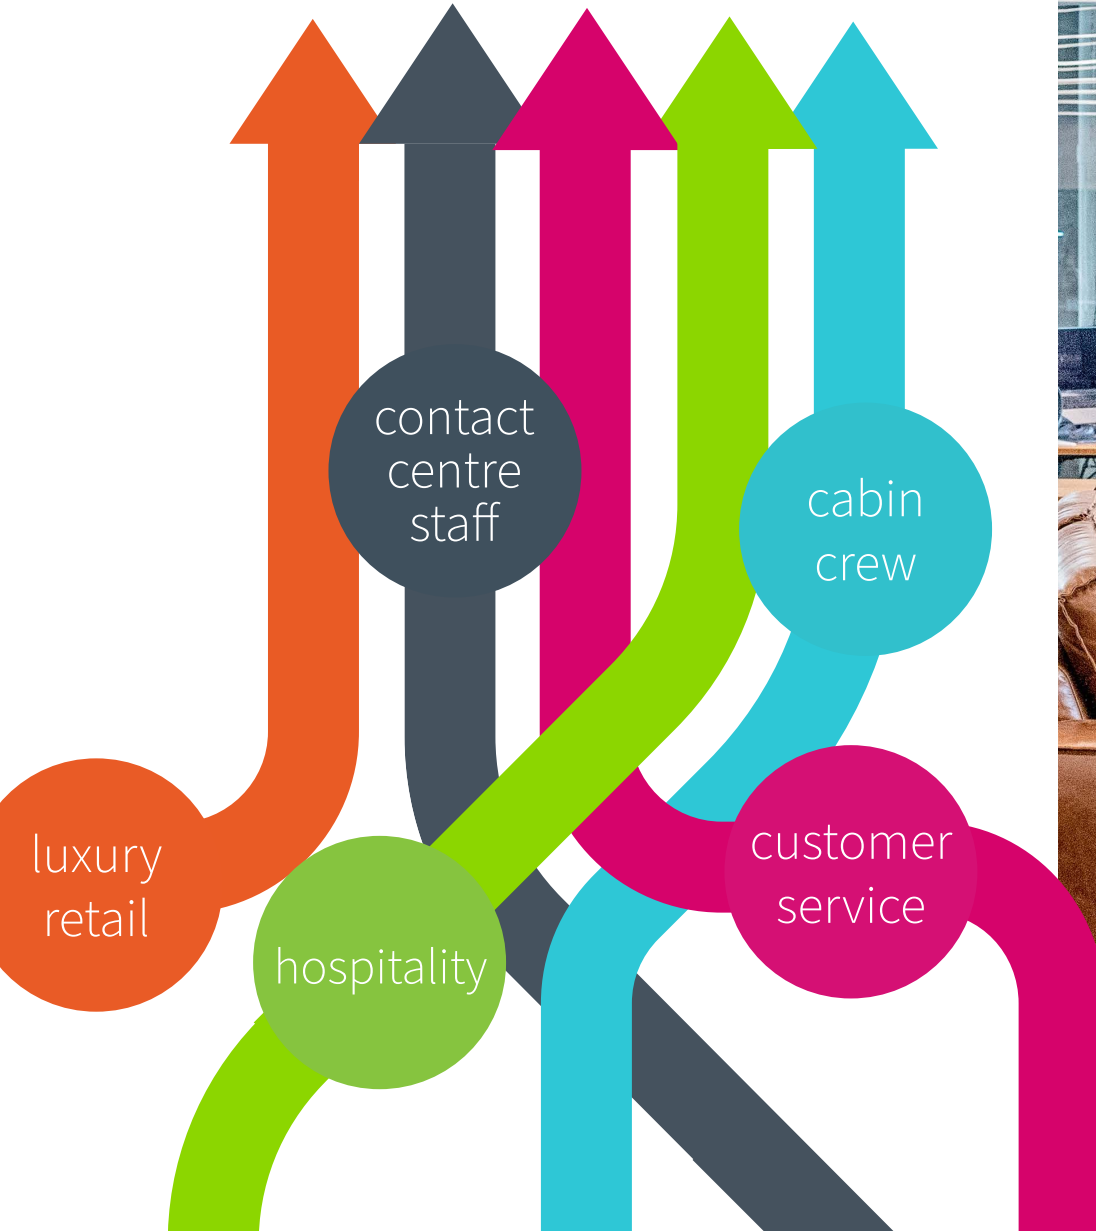 contact
centre
staff
cabin
crew
luxury
retail
customer
service
hospitality